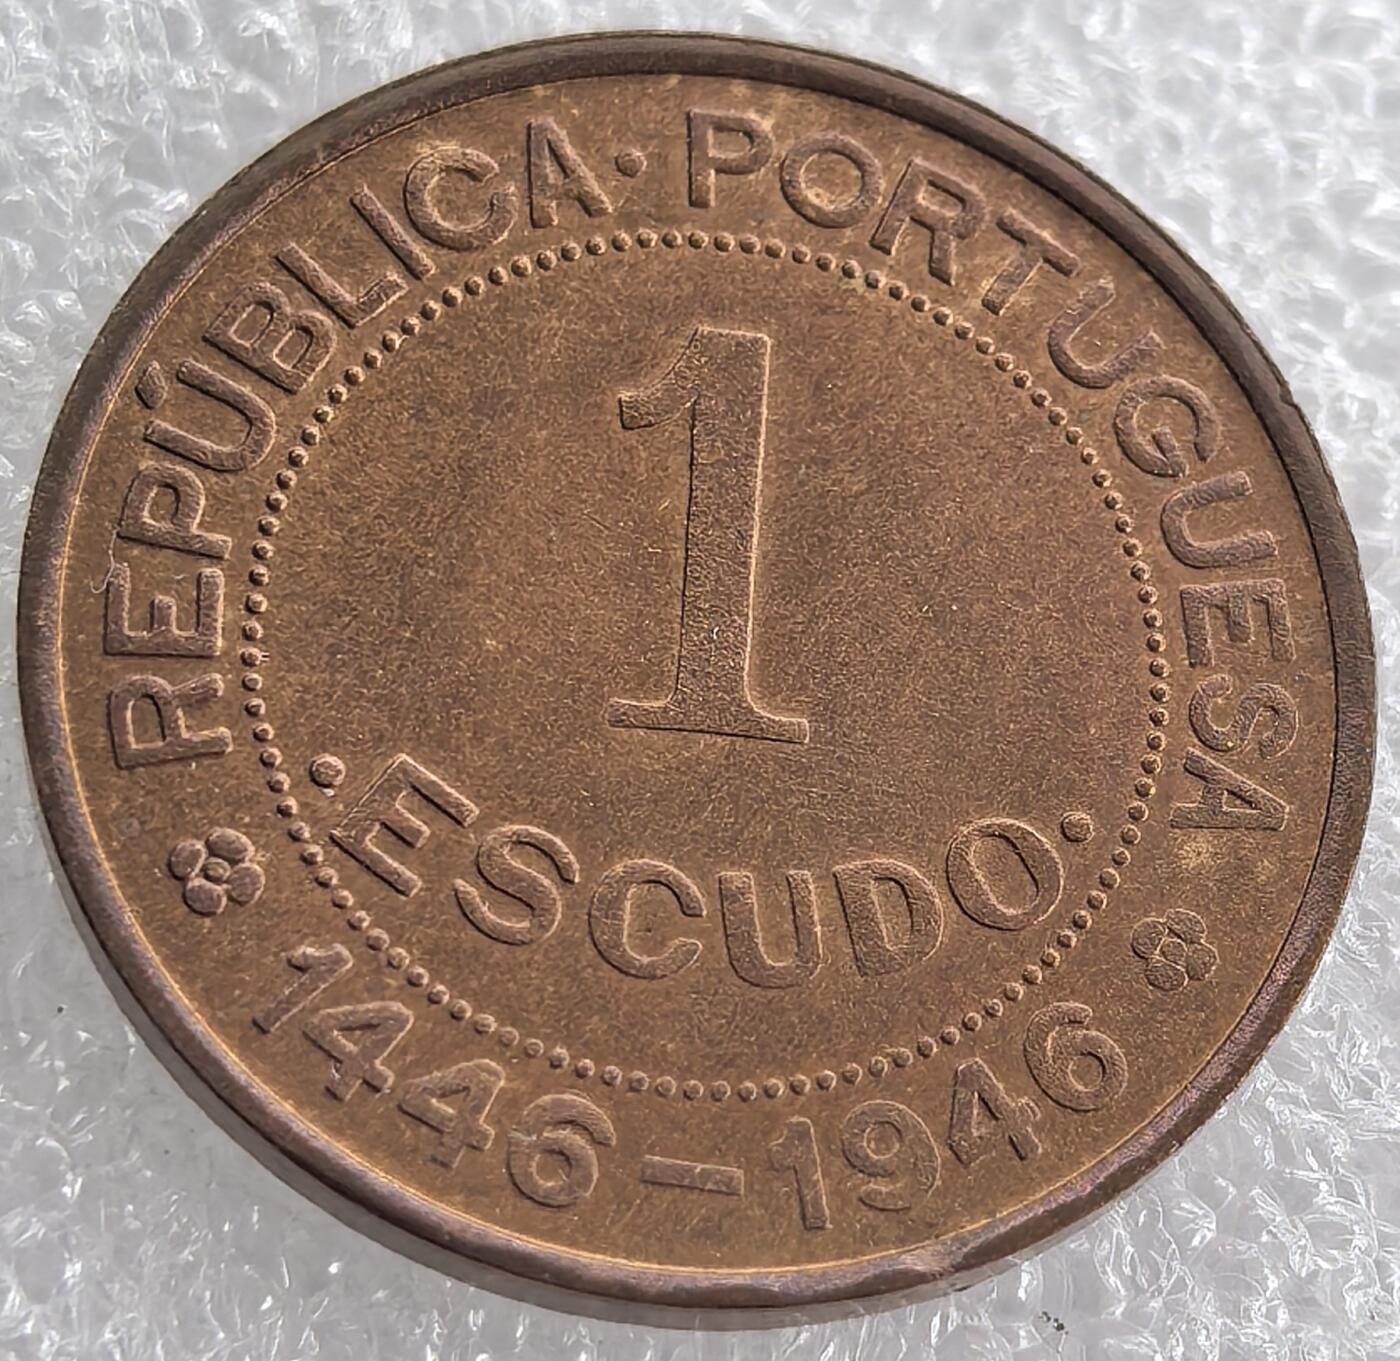 REPÚBLICA · PORTUGUESA
1
· ESCUDO ·
1446 – 1946